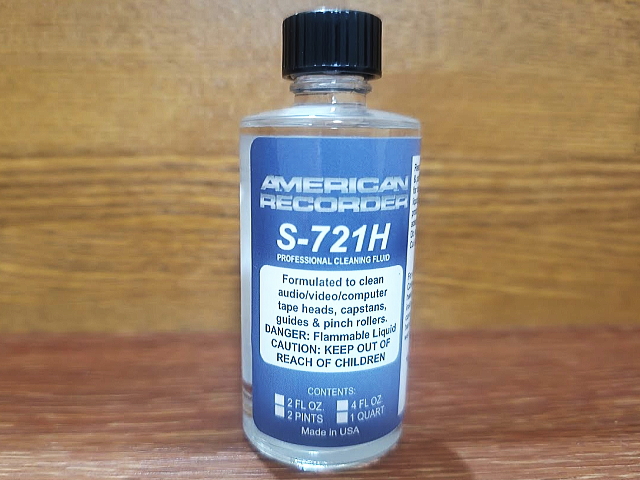 AMERICAN
RECORDER
S-721H
PROFESSIONAL CLEANING FLUID
Formulated to clean
audio/video/computer
tape heads, capstans,
guides & pinch rollers.
DANGER: Flammable Liquid
CAUTION: KEEP OUT OF
REACH OF CHILDREN
CONTENTS:
2 FL OZ. 4 FL OZ.
2 PINTS 1 QUART
Made in USA